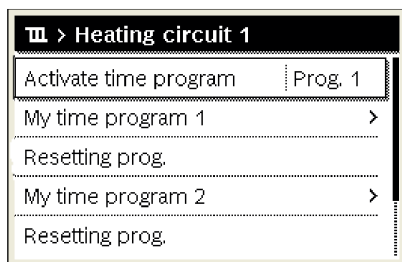 > Heating circuit 1
Activate time program Prog. 1
My time program 1 >
Resetting prog.
My time program 2 >
Resetting prog.